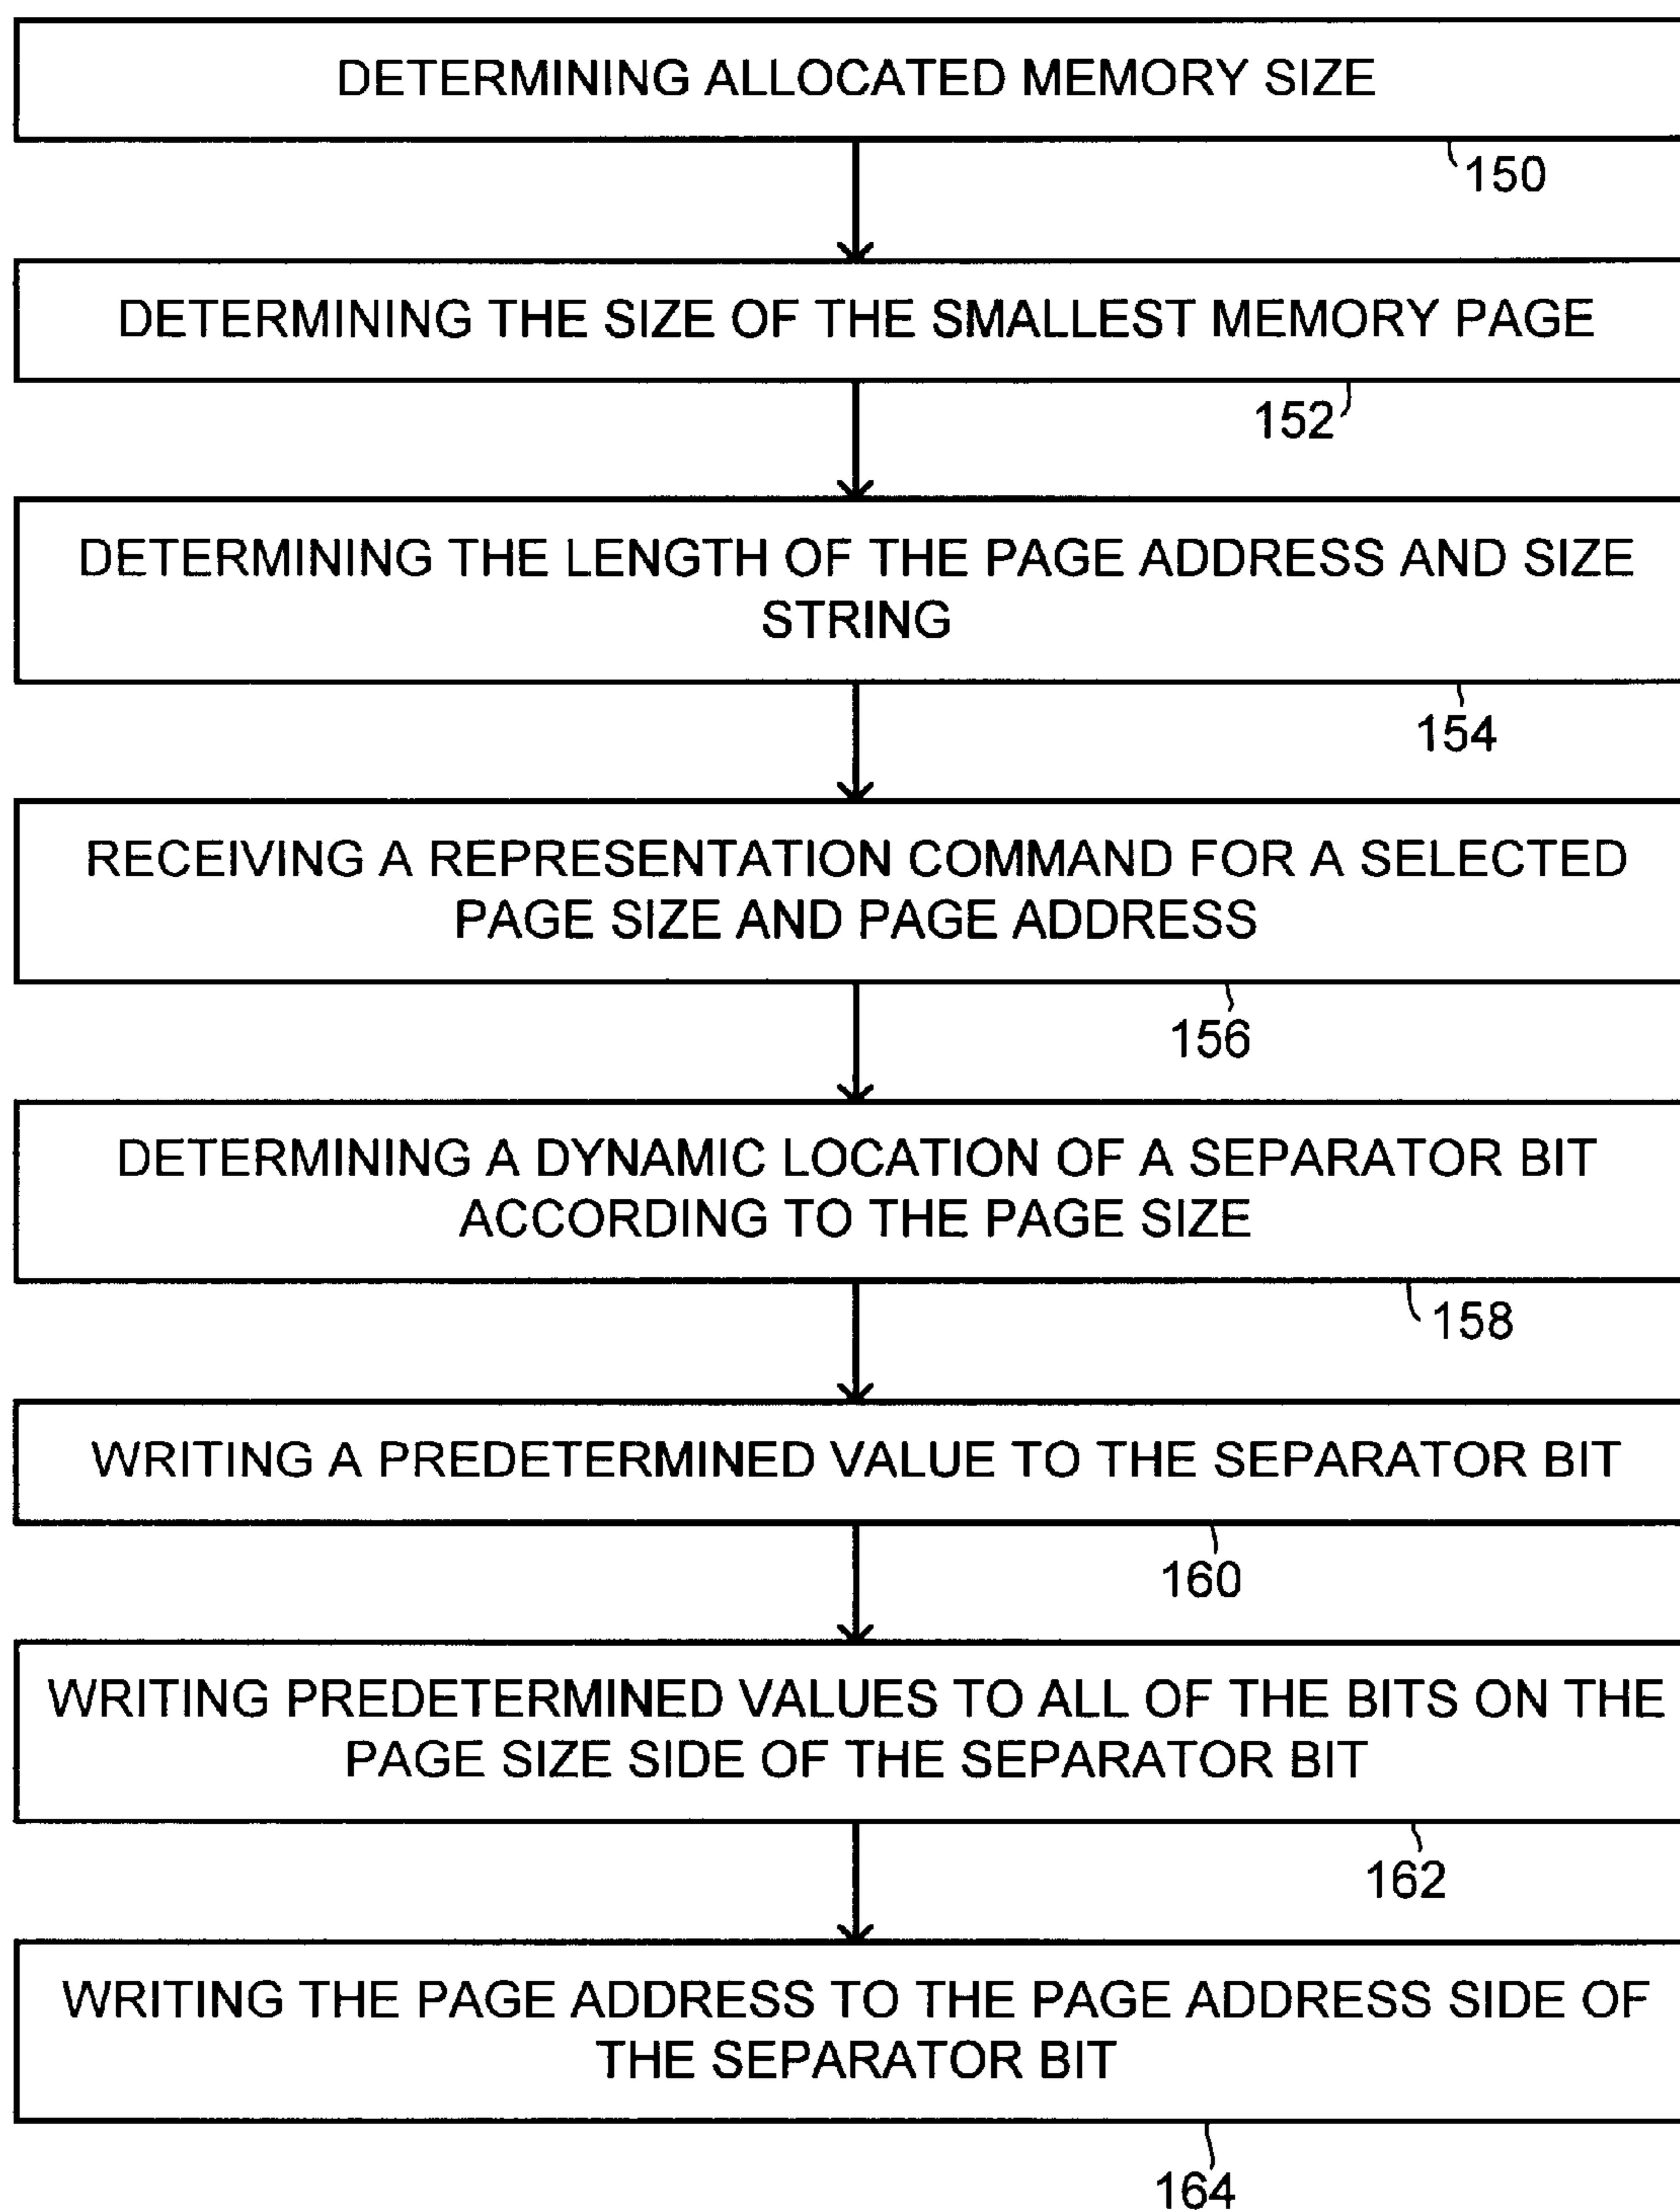 DETERMINING ALLOCATED MEMORY SIZE
150
DETERMINING THE SIZE OF THE SMALLEST MEMORY PAGE
152
DETERMINING THE LENGTH OF THE PAGE ADDRESS AND SIZE
STRING
154
RECEIVING A REPRESENTATION COMMAND FOR A SELECTED
PAGE SIZE AND PAGE ADDRESS
156
DETERMINING A DYNAMIC LOCATION OF A SEPARATOR BIT
ACCORDING TO THE PAGE SIZE
158
WRITING A PREDETERMINED VALUE TO THE SEPARATOR BIT
160
WRITING PREDETERMINED VALUES TO ALL OF THE BITS ON THE
PAGE SIZE SIDE OF THE SEPARATOR BIT
162
WRITING THE PAGE ADDRESS TO THE PAGE ADDRESS SIDE OF
THE SEPARATOR BIT
164